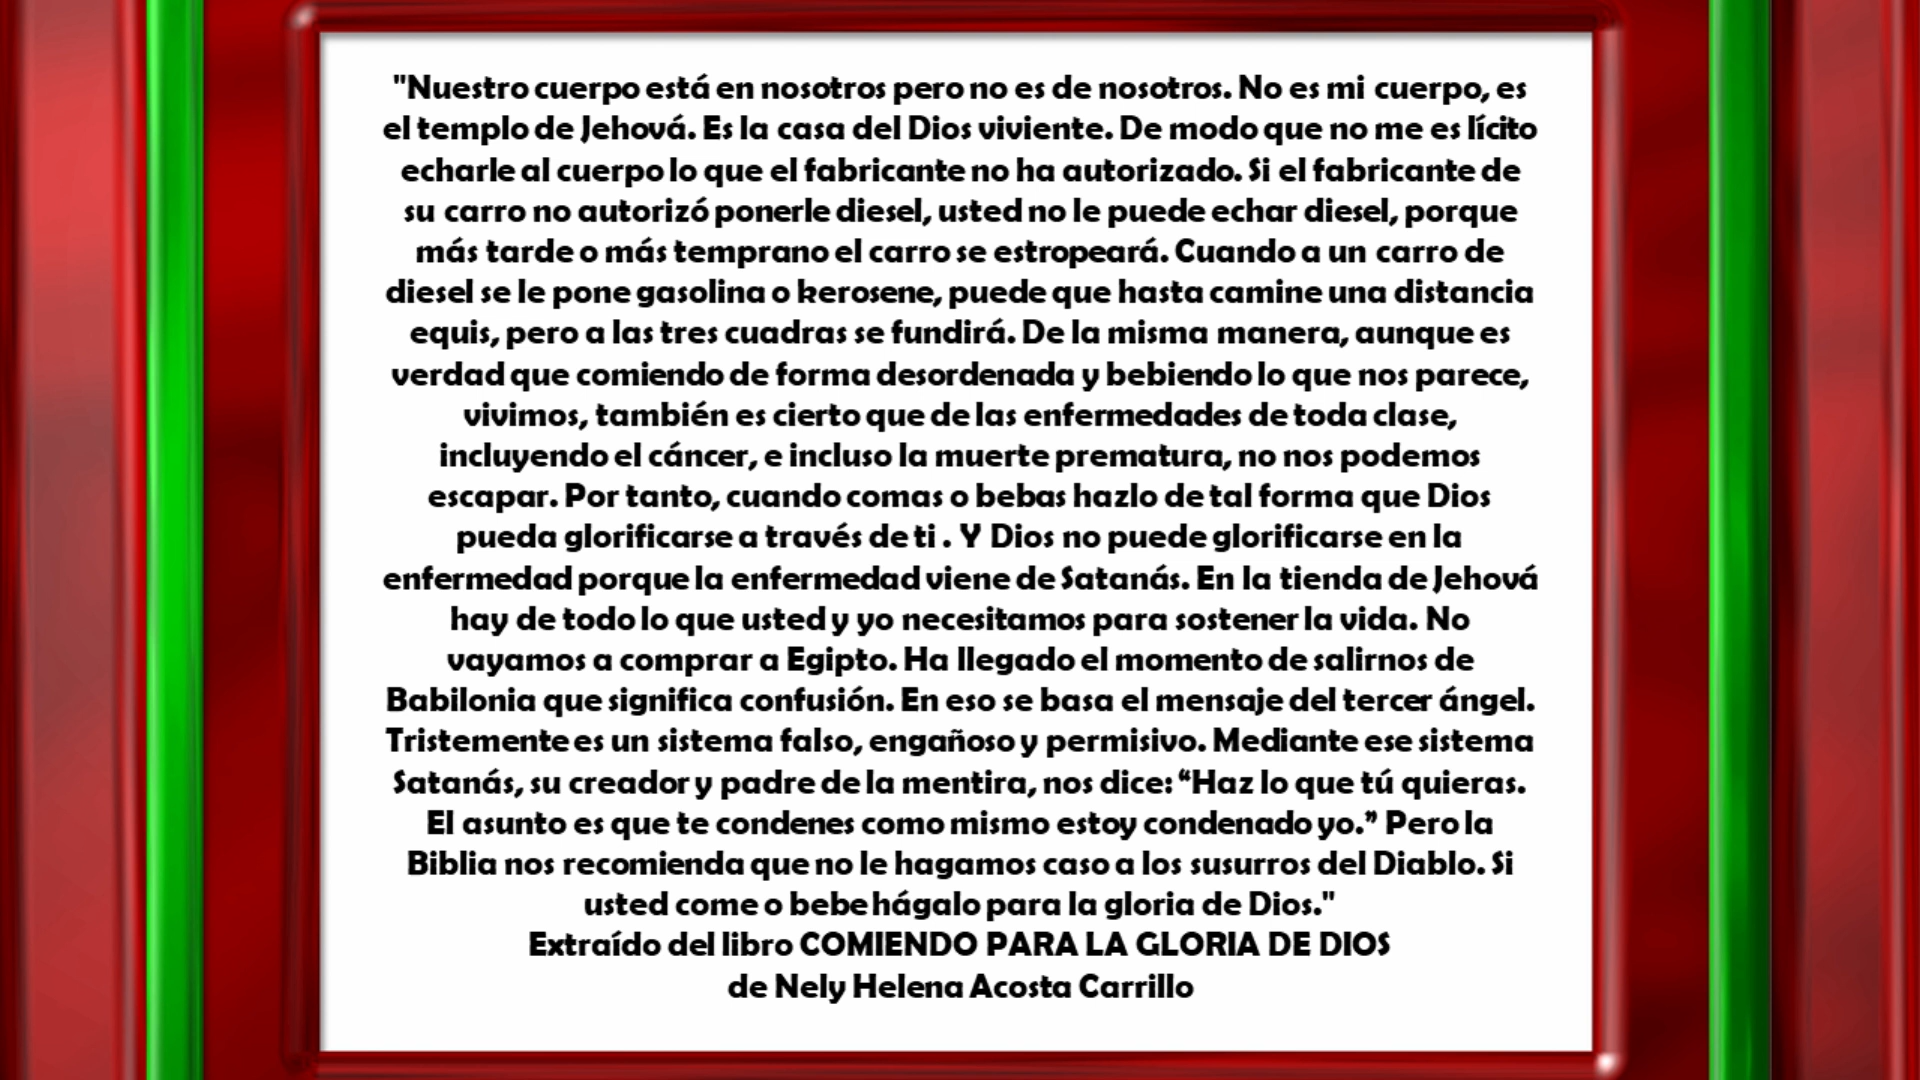 "Nuestro cuerpo está en nosotros pero no es de nosotros. No es mi cuerpo, es
el templo de Jehová. Es la casa del Dios viviente. De modo que no me es lícito
echarle al cuerpo lo que el fabricante no ha autorizado. Si el fabricante de
su carro no autorizó ponerle diesel, usted no le puede echar diesel, porque
más tarde o más temprano el carro se estropeará. Cuando a un carro de
diesel se le pone gasolina o kerosene, puede que hasta camine una distancia
equis, pero a las tres cuadras se fundirá. De la misma manera, aunque es
verdad que comiendo de forma desordenada y bebiendo lo que nos parece,
vivimos, también es cierto que de las enfermedades de toda clase,
incluyendo el cáncer, e incluso la muerte prematura, no nos podemos
escapar. Por tanto, cuando comas o bebas hazlo de tal forma que Dios
pueda glorificarse a través de ti . Y Dios no puede glorificarse en la
enfermedad porque la enfermedad viene de Satanás. En la tienda de Jehová
hay de todo lo que usted y yo necesitamos para sostener la vida. No
vayamos a comprar a Egipto. Ha llegado el momento de salirnos de
Babilonia que significa confusión. En eso se basa el mensaje del tercer ángel.
Tristemente es un sistema falso, engañoso y permisivo. Mediante ese sistema
Satanás, su creador y padre de la mentira, nos dice: “Haz lo que tú quieras.
El asunto es que te condenes como mismo estoy condenado yo.” Pero la
Biblia nos recomienda que no le hagamos caso a los susurros del Diablo. Si
usted come o bebe hágalo para la gloria de Dios."
Extraído del libro COMIENDO PARA LA GLORIA DE DIOS
de Nely Helena Acosta Carrillo